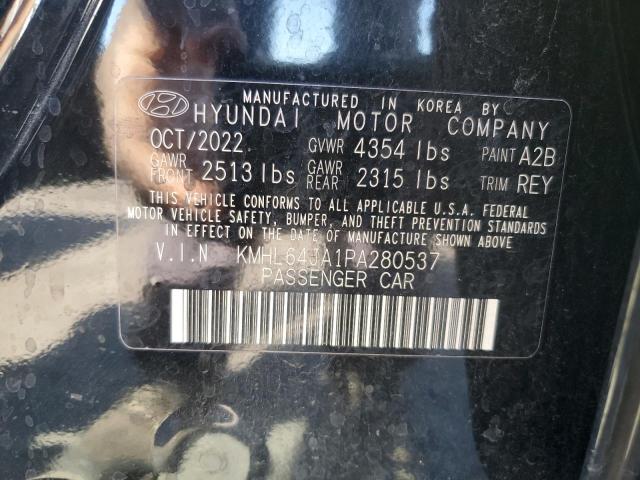 MANUFACTURED IN KOREA BY
HYUNDAI MOTOR COMPANY
OCT/2022 GVWR 4354 lbs PAINT A2B
GAWR FRONT 2513 lbs GAWR REAR 2315 lbs TRIM REY
THIS VEHICLE CONFORMS TO ALL APPLICABLE U.S.A. FEDERAL
MOTOR VEHICLE SAFETY, BUMPER, AND THEFT PREVENTION STANDARDS
IN EFFECT ON THE DATE OF MANUFACTURE SHOWN ABOVE
V.I.N KMHL64JA1PA280537
PASSENGER CAR